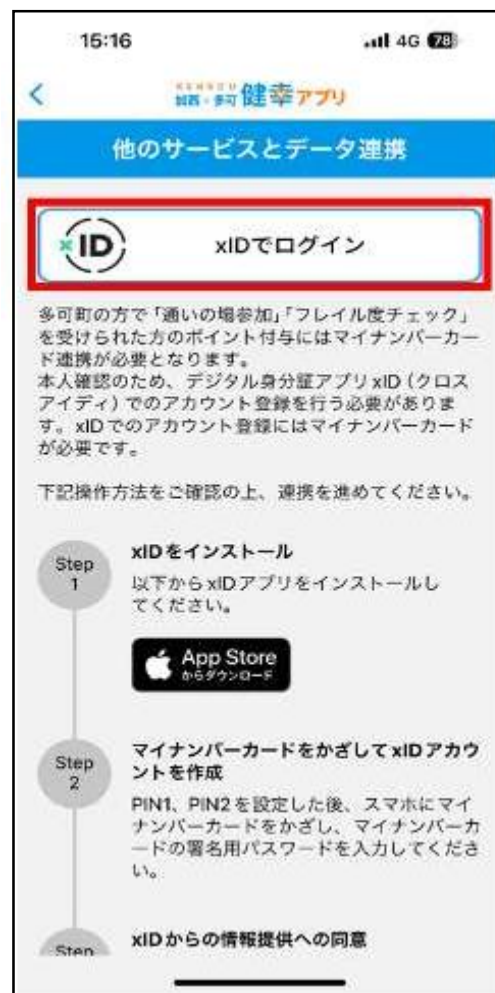 15:16 4G 78
KENKOU
加西・多可 健幸アプリ
他のサービスとデータ連携
xID xIDでログイン
多可町の方で「通いの場参加」「フレイル度チェック」
を受けられた方のポイント付与にはマイナンバーカー
ド連携が必要となります。
本人確認のため、デジタル身分証アプリxID（クロス
アイディ）でのアカウント登録を行う必要がありま
す。xIDでのアカウント登録にはマイナンバーカード
が必要です。
下記操作方法をご確認の上、連携を進めてください。
Step
1
xIDをインストール
以下からxIDアプリをインストールし
てください。
App Store
からダウンロード
Step
2
マイナンバーカードをかざしてxIDアカウ
ントを作成
PIN1、PIN2を設定した後、スマホにマイ
ナンバーカードをかざし、マイナンバーカ
ードの署名用パスワードを入力してくださ
い。
Step
xIDからの情報提供への同意